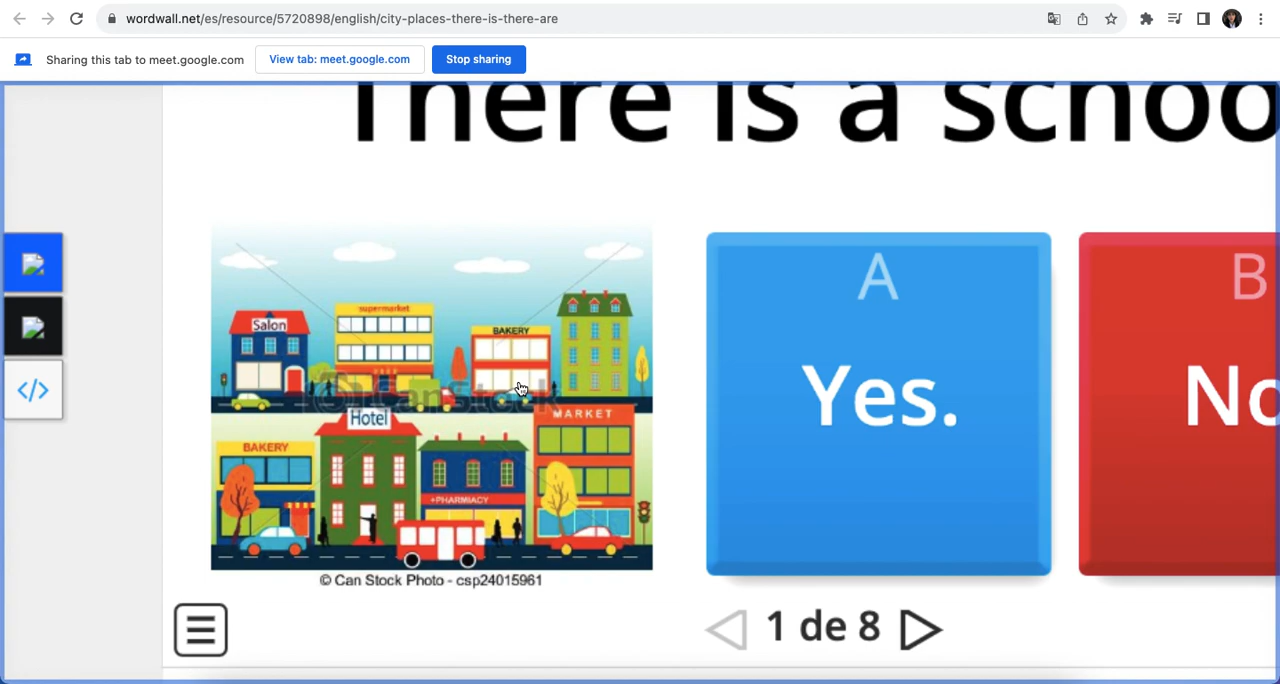 wordwall.net/es/resource/5720898/english/city-places-there-is-there-are
Sharing this tab to meet.google.com
View tab: meet.google.com
Stop sharing
There is a schoo
Salon
supermarket
BAKERY
CanStock
Hotel
MARKET
BAKERY
+PHARMIACY
© Can Stock Photo - csp24015961
A
Yes.
B
No
</>
1 de 8